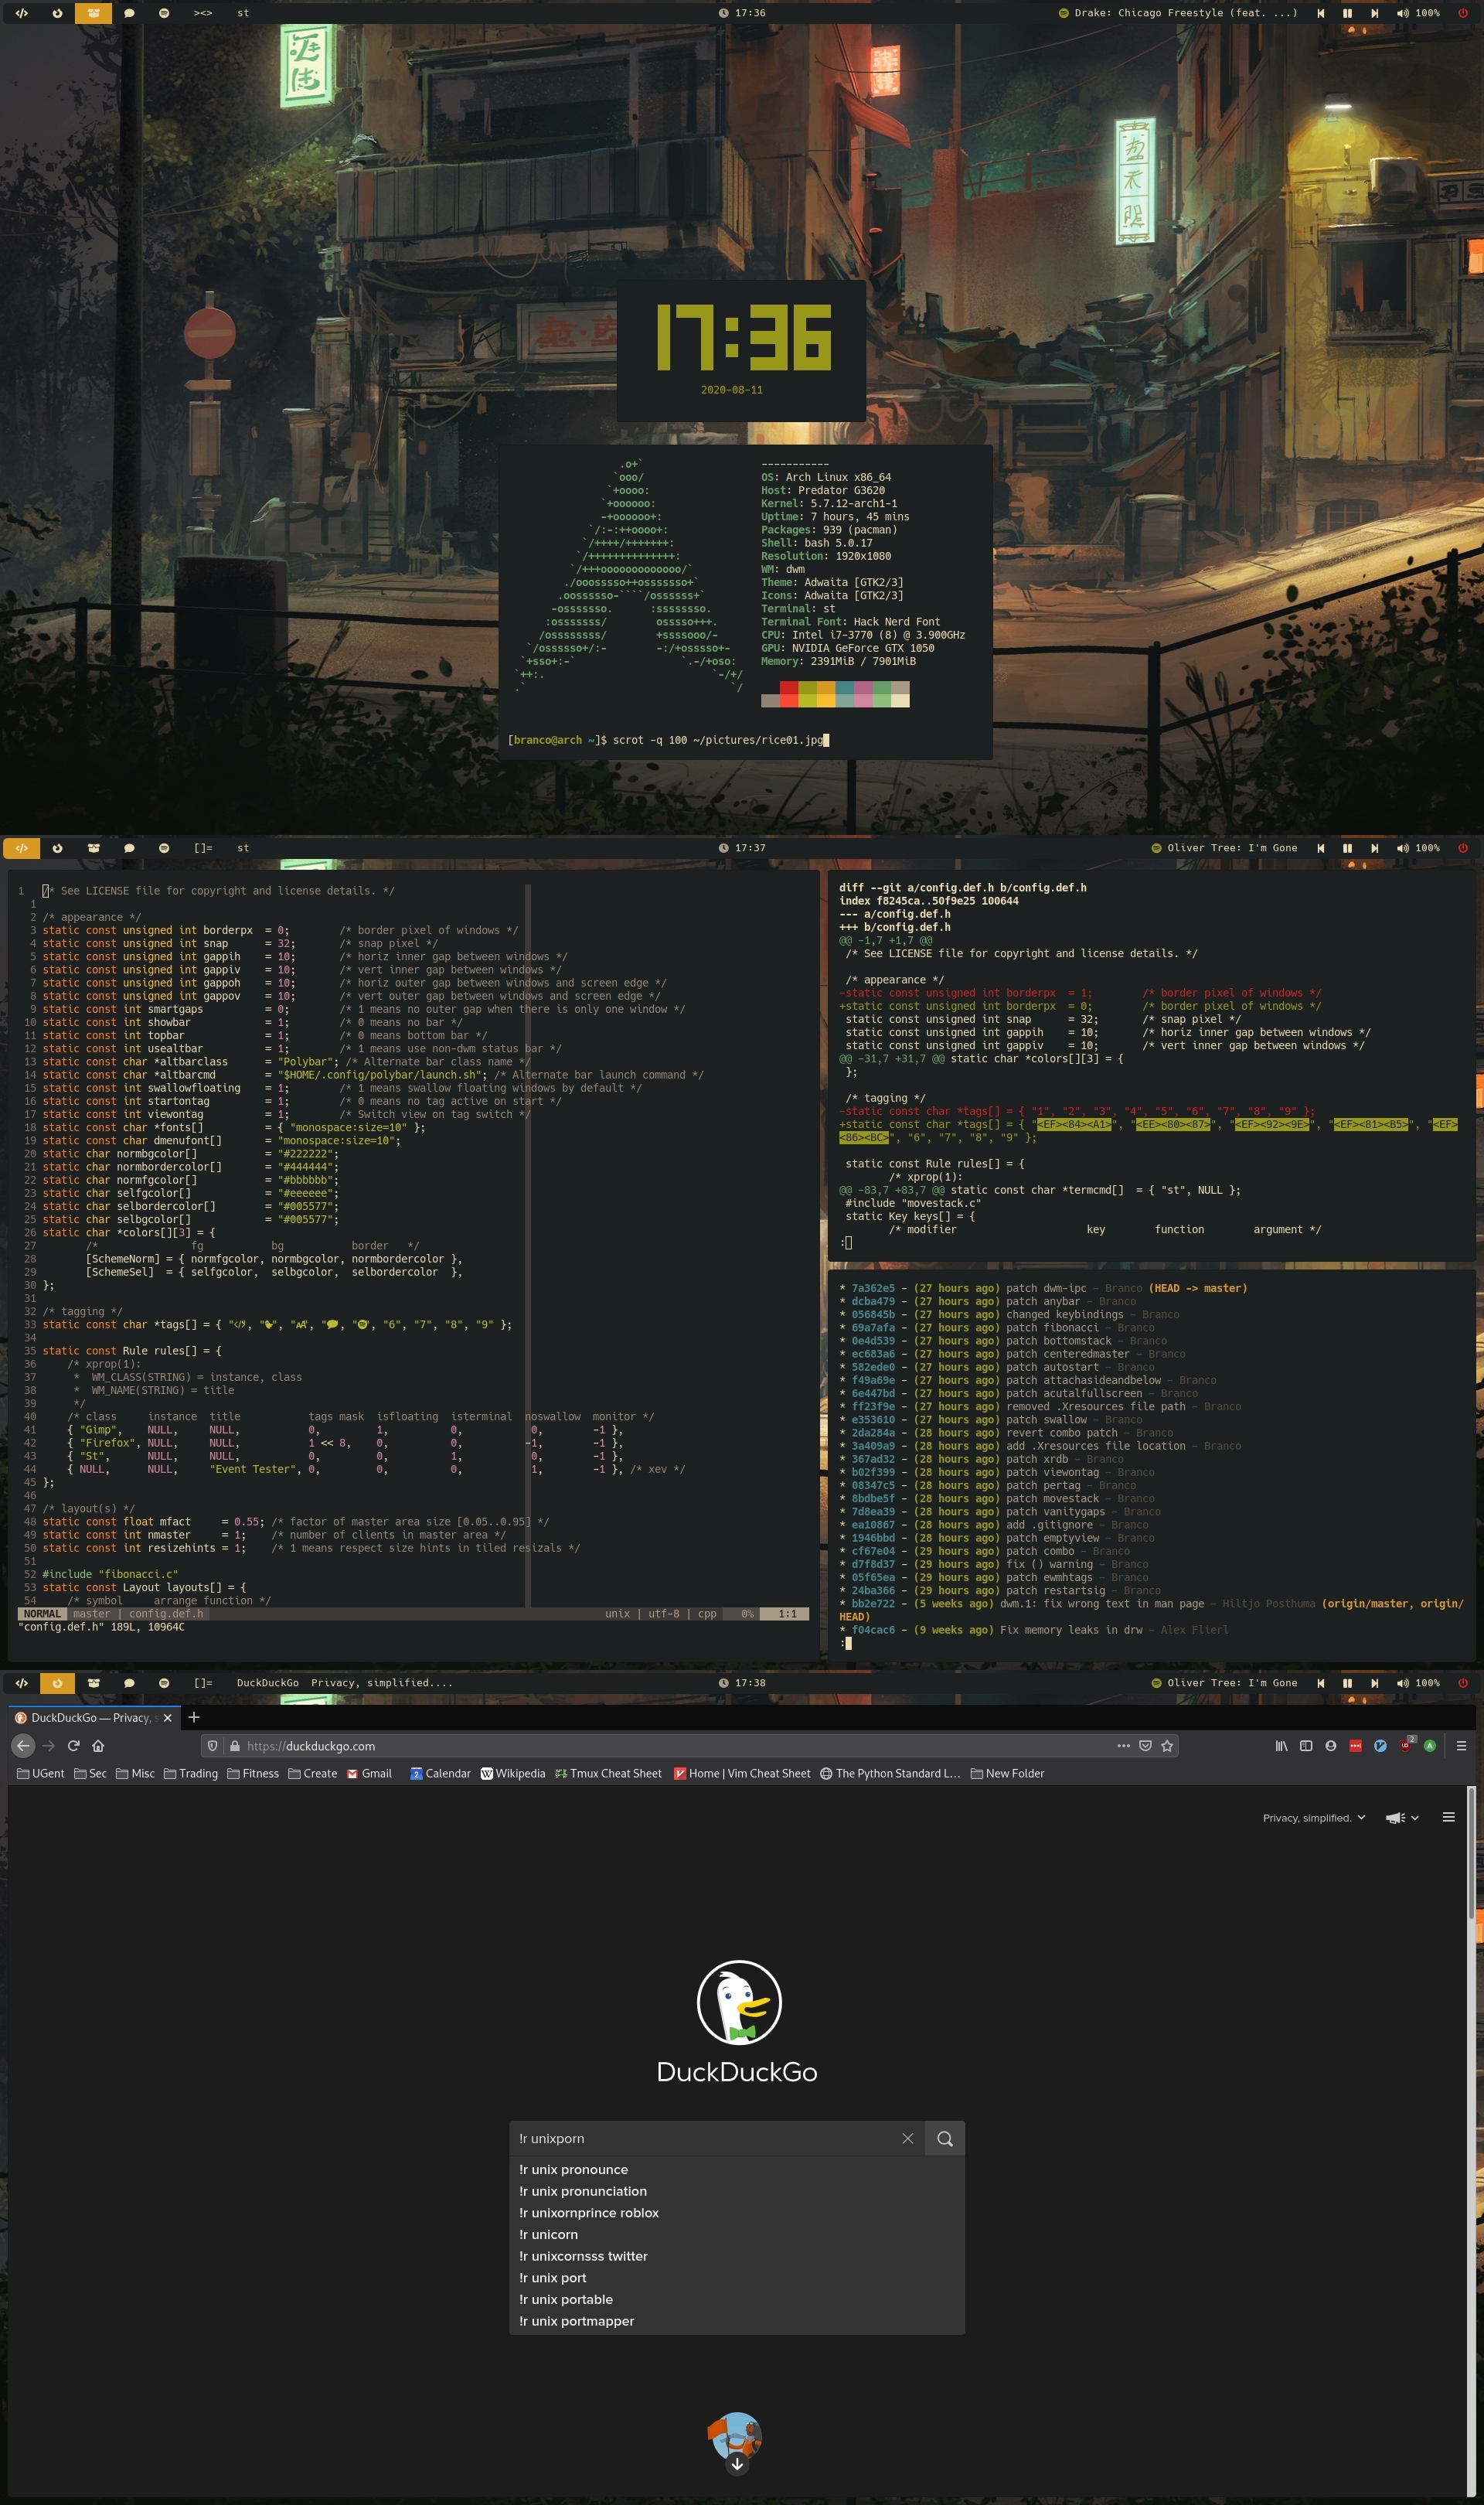 ><> st 17:36 Drake: Chicago Freestyle (feat. ...) 100%
17:36
2020-08-11
-----------
OS: Arch Linux x86_64
Host: Predator G3620
Kernel: 5.7.12-arch1-1
Uptime: 7 hours, 45 mins
Packages: 939 (pacman)
Shell: bash 5.0.17
Resolution: 1920x1080
WM: dwm
Theme: Adwaita [GTK2/3]
Icons: Adwaita [GTK2/3]
Terminal: st
Terminal Font: Hack Nerd Font
CPU: Intel i7-3770 (8) @ 3.900GHz
GPU: NVIDIA GeForce GTX 1050
Memory: 2391MiB / 7901MiB
[branco@arch ~]$ scrot -q 100 ~/pictures/rice01.jpg
[]= st 17:37 Oliver Tree: I'm Gone 100%
1 /* See LICENSE file for copyright and license details. */
1
2 /* appearance */
3 static const unsigned int borderpx = 0; /* border pixel of windows */
4 static const unsigned int snap = 32; /* snap pixel */
5 static const unsigned int gappih = 10; /* horiz inner gap between windows */
6 static const unsigned int gappiv = 10; /* vert inner gap between windows */
7 static const unsigned int gappoh = 10; /* horiz outer gap between windows and screen edge */
8 static const unsigned int gappov = 10; /* vert outer gap between windows and screen edge */
9 static const int smartgaps = 0; /* 1 means no outer gap when there is only one window */
10 static const int showbar = 1; /* 0 means no bar */
11 static const int topbar = 1; /* 0 means bottom bar */
12 static const int usealtbar = 1; /* 1 means use non-dwm status bar */
13 static const char *altbarclass = "Polybar"; /* Alternate bar class name */
14 static const char *altbarcmd = "$HOME/.config/polybar/launch.sh"; /* Alternate bar launch command */
15 static const int swallowfloating = 1; /* 1 means swallow floating windows by default */
16 static const int startontag = 1; /* 0 means no tag active on start */
17 static const int viewontag = 1; /* Switch view on tag switch */
18 static const char *fonts[] = { "monospace:size=10" };
19 static const char dmenufont[] = "monospace:size=10";
20 static char normbgcolor[] = "#222222";
21 static char normbordercolor[] = "#444444";
22 static char normfgcolor[] = "#bbbbbb";
23 static char selfgcolor[] = "#eeeeee";
24 static char selbordercolor[] = "#005577";
25 static char selbgcolor[] = "#005577";
26 static char *colors[][3] = {
27 /* fg bg border */
28 [SchemeNorm] = { normfgcolor, normbgcolor, normbordercolor },
29 [SchemeSel] = { selfgcolor, selbgcolor, selbordercolor },
30 };
31
32 /* tagging */
33 static const char *tags[] = { "", "", "", "", "", "6", "7", "8", "9" };
34
35 static const Rule rules[] = {
36 /* xprop(1):
37 * WM_CLASS(STRING) = instance, class
38 * WM_NAME(STRING) = title
39 */
40 /* class instance title tags mask isfloating isterminal noswallow monitor */
41 { "Gimp", NULL, NULL, 0, 1, 0, 0, -1 },
42 { "Firefox", NULL, NULL, 1 << 8, 0, 0, -1, -1 },
43 { "St", NULL, NULL, 0, 0, 1, 0, -1 },
44 { NULL, NULL, "Event Tester", 0, 0, 0, 1, -1 }, /* xev */
45 };
46
47 /* layout(s) */
48 static const float mfact = 0.55; /* factor of master area size [0.05..0.95] */
49 static const int nmaster = 1; /* number of clients in master area */
50 static const int resizehints = 1; /* 1 means respect size hints in tiled resizals */
51
52 #include "fibonacci.c"
53 static const Layout layouts[] = {
54 /* symbol arrange function */
NORMAL master | config.def.h unix | utf-8 | cpp 0% 1:1
"config.def.h" 189L, 10964C
diff --git a/config.def.h b/config.def.h
index f8245ca..50f9e25 100644
--- a/config.def.h
+++ b/config.def.h
@@ -1,7 +1,7 @@
/* See LICENSE file for copyright and license details. */
/* appearance */
-static const unsigned int borderpx = 1; /* border pixel of windows */
+static const unsigned int borderpx = 0; /* border pixel of windows */
static const unsigned int snap = 32; /* snap pixel */
static const unsigned int gappih = 10; /* horiz inner gap between windows */
static const unsigned int gappiv = 10; /* vert inner gap between windows */
@@ -31,7 +31,7 @@ static char *colors[][3] = {
};
/* tagging */
-static const char *tags[] = { "1", "2", "3", "4", "5", "6", "7", "8", "9" };
+static const char *tags[] = { "<EF><84><A1>", "<EE><80><87>", "<EF><92><9E>", "<EF><81><B5>", "<EF>
<86><BC>", "6", "7", "8", "9" };
static const Rule rules[] = {
/* xprop(1):
@@ -83,7 +83,7 @@ static const char *termcmd[] = { "st", NULL };
#include "movestack.c"
static Key keys[] = {
/* modifier key function argument */
:
* 7a362e5 - (27 hours ago) patch dwm-ipc - Branco (HEAD -> master)
* dcba479 - (27 hours ago) patch anybar - Branco
* 056845b - (27 hours ago) changed keybindings - Branco
* 69a7afa - (27 hours ago) patch fibonacci - Branco
* 0e4d539 - (27 hours ago) patch bottomstack - Branco
* ec683a6 - (27 hours ago) patch centeredmaster - Branco
* 582ede0 - (27 hours ago) patch autostart - Branco
* f49a69e - (27 hours ago) patch attachasideandbelow - Branco
* 6e447bd - (27 hours ago) patch acutalfullscreen - Branco
* ff23f9e - (27 hours ago) removed .Xresources file path - Branco
* e353610 - (27 hours ago) patch swallow - Branco
* 2da284a - (28 hours ago) revert combo patch - Branco
* 3a409a9 - (28 hours ago) add .Xresources file location - Branco
* 367ad32 - (28 hours ago) patch xrdb - Branco
* b02f399 - (28 hours ago) patch viewontag - Branco
* 08347c5 - (28 hours ago) patch pertag - Branco
* 8bdbe5f - (28 hours ago) patch movestack - Branco
* 7d8ea39 - (28 hours ago) patch vanitygaps - Branco
* ea10867 - (28 hours ago) add .gitignore - Branco
* 1946bbd - (28 hours ago) patch emptyview - Branco
* cf67e04 - (29 hours ago) patch combo - Branco
* d7f8d37 - (29 hours ago) fix () warning - Branco
* 05f65ea - (29 hours ago) patch ewmhtags - Branco
* 24ba366 - (29 hours ago) patch restartsig - Branco
* bb2e722 - (5 weeks ago) dwm.1: fix wrong text in man page - Hiltjo Posthuma (origin/master, origin/
HEAD)
* f04cac6 - (9 weeks ago) Fix memory leaks in drw - Alex Flierl
:
[]= DuckDuckGo Privacy, simplified.... 17:38 Oliver Tree: I'm Gone 100%
DuckDuckGo — Privacy, s
https://duckduckgo.com
UGent Sec Misc Trading Fitness Create Gmail Calendar Wikipedia Tmux Cheat Sheet Home | Vim Cheat Sheet The Python Standard L... New Folder
Privacy, simplified.
DuckDuckGo
!r unixporn
!r unix pronounce
!r unix pronunciation
!r unixornprince roblox
!r unicorn
!r unixcornsss twitter
!r unix port
!r unix portable
!r unix portmapper